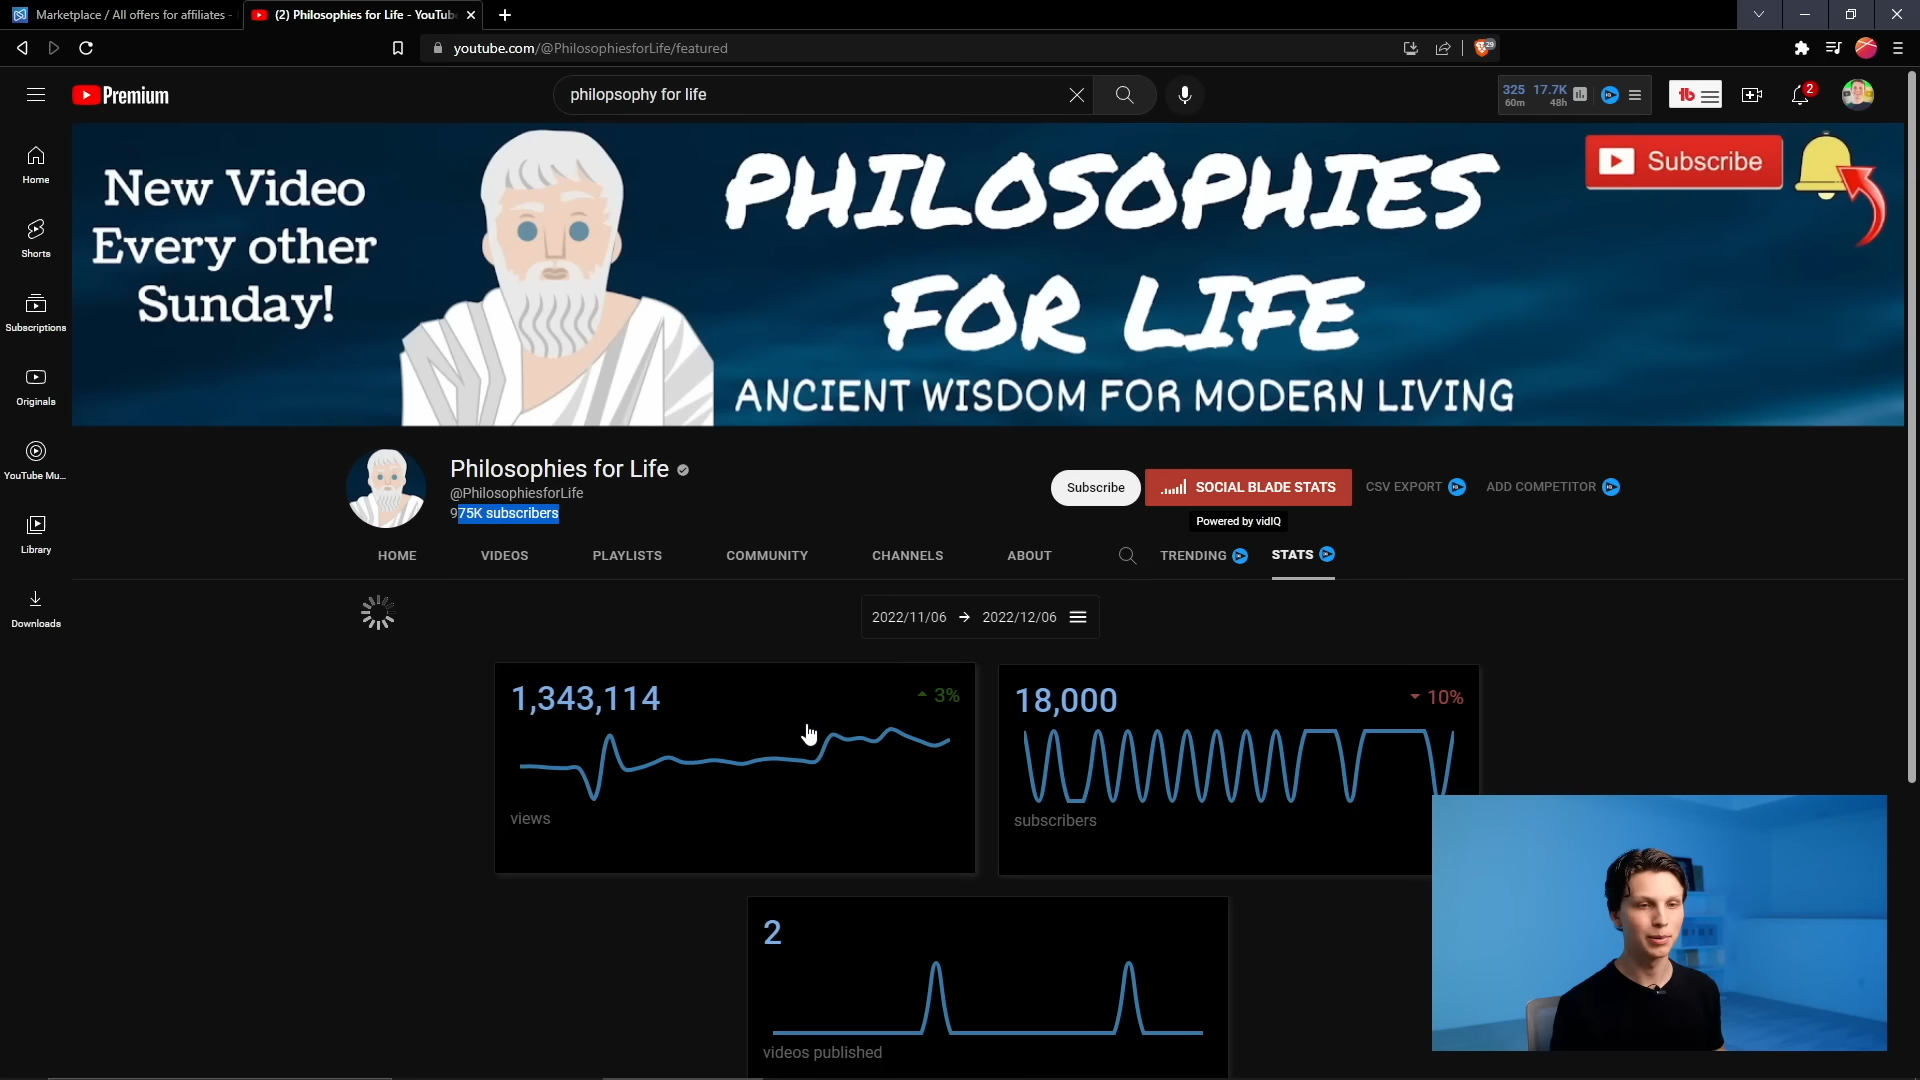 Marketplace / All offers for affiliates -
(2) Philosophies for Life - YouTub
youtube.com/@PhilosophiesforLife/featured
29
Premium
philopsophy for life
325 17.7K
60m 48h
tb
2
Home
Shorts
Subscriptions
Originals
YouTube Mu...
Library
Downloads
New Video
Every other
Sunday!
PHILOSOPHIES
FOR LIFE
ANCIENT WISDOM FOR MODERN LIVING
Subscribe
Philosophies for Life
@PhilosophiesforLife
975K subscribers
Subscribe
SOCIAL BLADE STATS
CSV EXPORT
ADD COMPETITOR
Powered by vidIQ
HOME
VIDEOS
PLAYLISTS
COMMUNITY
CHANNELS
ABOUT
TRENDING
STATS
2022/11/06 → 2022/12/06
1,343,114
3%
views
18,000
10%
subscribers
2
videos published